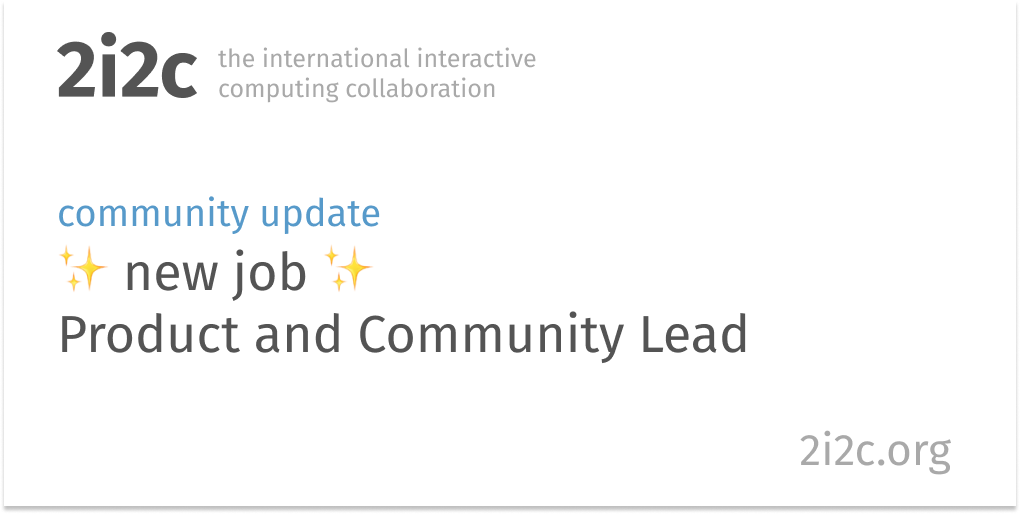 2i2c
the international interactive
computing collaboration
community update
✨ new job ✨
Product and Community Lead
2i2c.org